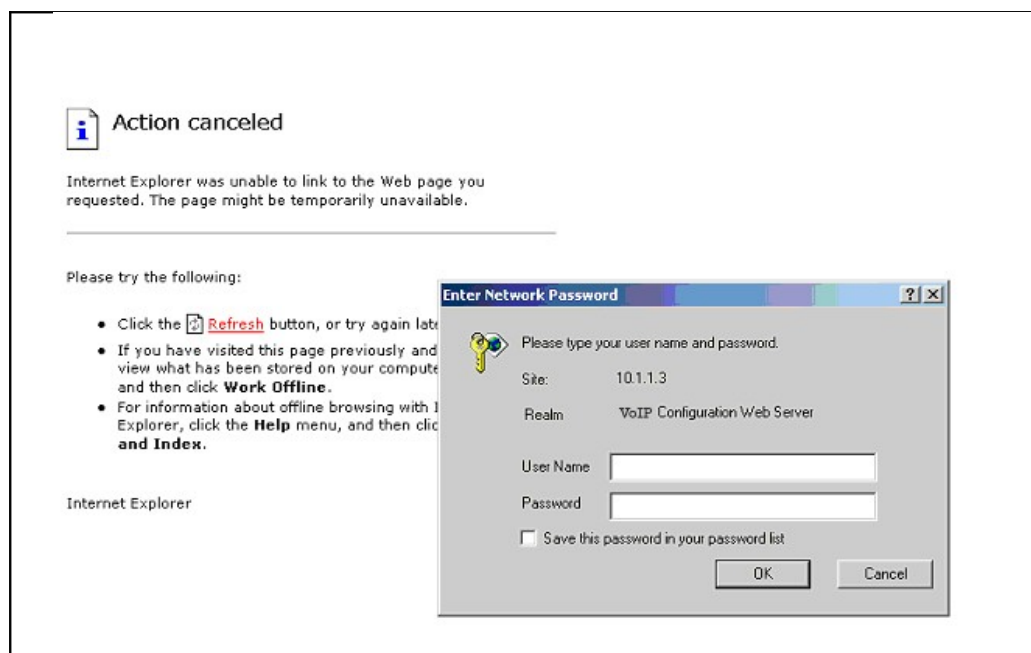 Action canceled
Internet Explorer was unable to link to the Web page you
requested. The page might be temporarily unavailable.
Please try the following:
Click the Refresh button, or try again late
If you have visited this page previously and
view what has been stored on your compute
and then click Work Offline.
For information about offline browsing with I
Explorer, click the Help menu, and then clic
and Index.
Internet Explorer
Enter Network Password
Please type your user name and password.
Site: 10.1.1.3
Realm VoIP Configuration Web Server
User Name
Password
Save this password in your password list
OK Cancel